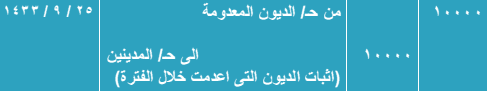 ١٠٠٠٠ من حـ/ الديون المعدومة ٢٥ / ٩ / ١٤٣٣
١٠٠٠٠ الى حـ/ المدينين
(اثبات الديون التى اعدمت خلال الفترة)